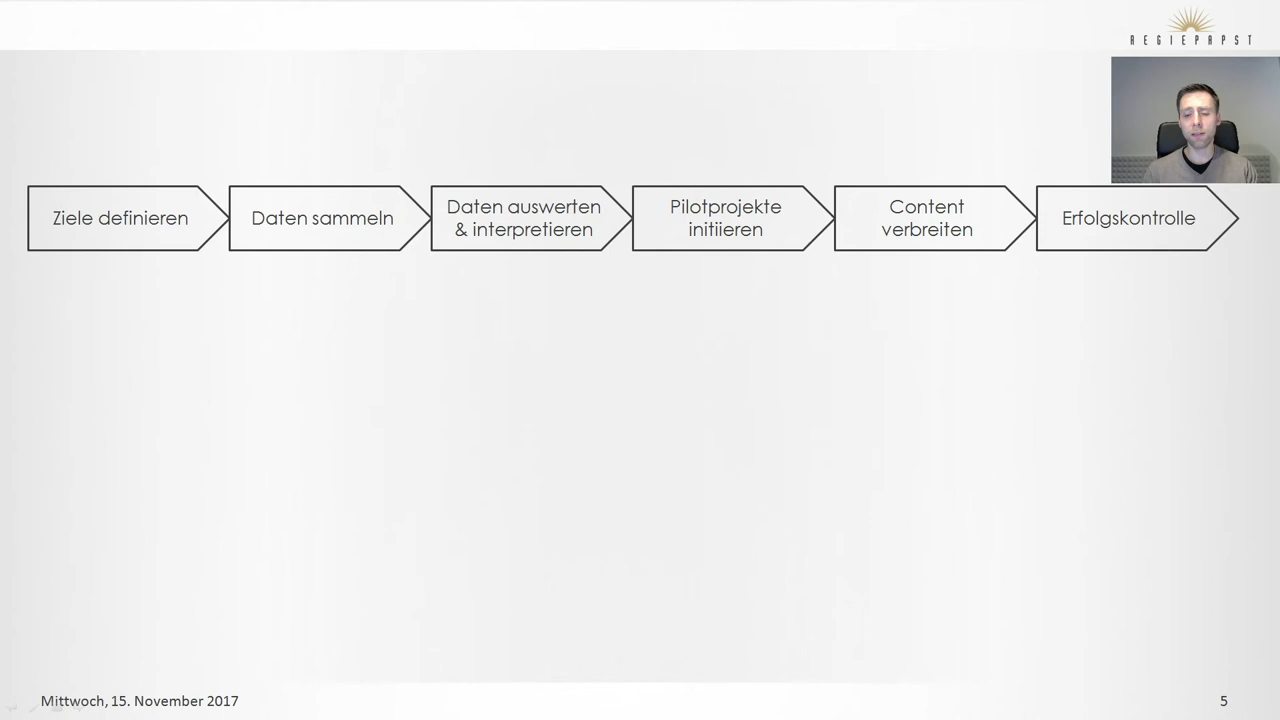 REGIEPAPST
Ziele definieren
Daten sammeln
Daten auswerten
& interpretieren
Pilotprojekte
initiieren
Content
verbreiten
Erfolgskontrolle
Mittwoch, 15. November 2017
5